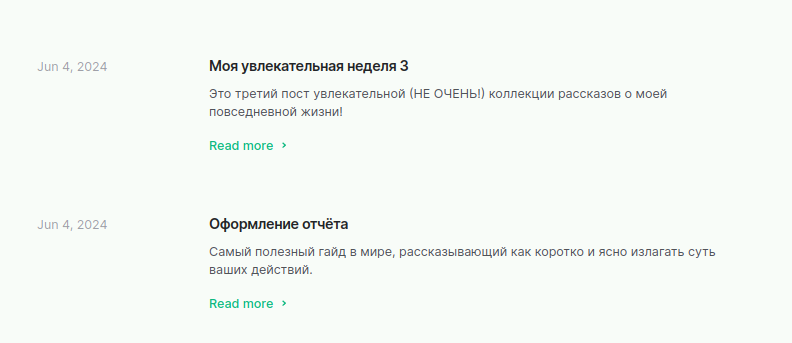 Jun 4, 2024
Моя увлекательная неделя 3
Это третий пост увлекательной (НЕ ОЧЕНЬ!) коллекции рассказов о моей
повседневной жизни!
Read more
Jun 4, 2024
Оформление отчёта
Самый полезный гайд в мире, рассказывающий как коротко и ясно излагать суть
ваших действий.
Read more